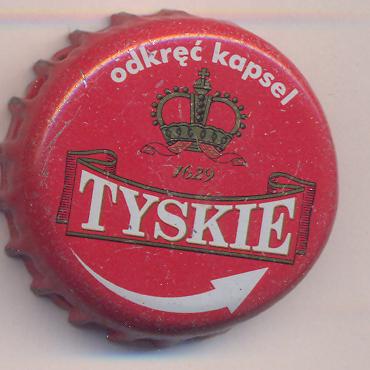 odkręć kapsel
1629
TYSKIE